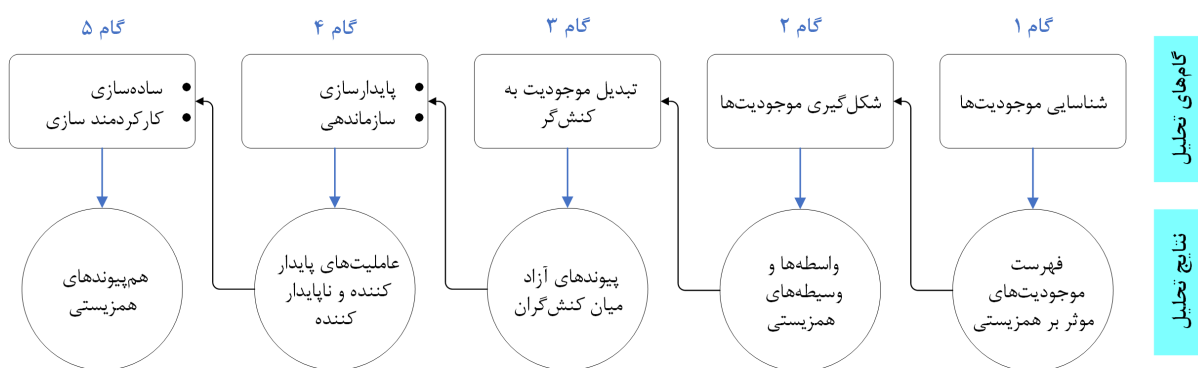 گام ۱
گام ۲
گام ۳
گام ۴
گام ۵
گام‌های تحلیل
شناسایی موجودیت‌ها
شکل‌گیری موجودیت‌ها
تبدیل موجودیت به
کنش‌گر
• پایدارسازی
• سازماندهی
• ساده‌سازی
• کارکردمند سازی
نتایج تحلیل
فهرست
موجودیت‌های
موثر بر همزیستی
واسطه‌ها و
وسیطه‌های
همزیستی
پیوندهای آزاد
میان کنش‌گران
عاملیت‌های پایدار
کننده و ناپایدار
کننده
هم‌پیوندهای
همزیستی